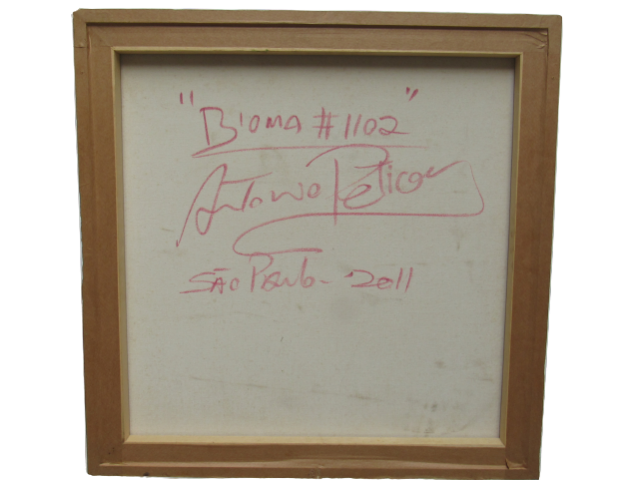 "BIOMA #1102"
Antonio Peticov
São Paulo - 2011